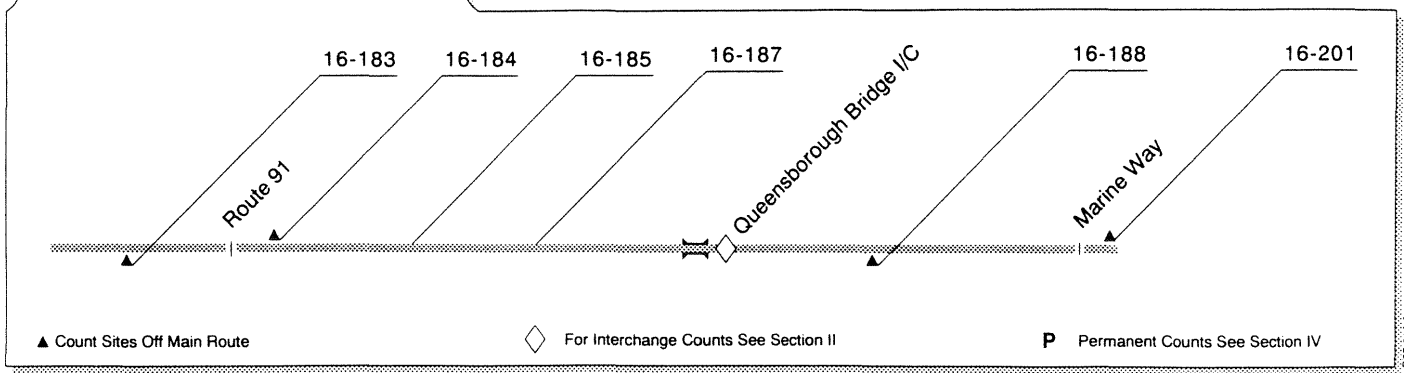 16-183
16-184
16-185
16-187
Queensborough Bridge I/C
16-188
16-201
Route 91
Marine Way
Count Sites Off Main Route
For Interchange Counts See Section II
P Permanent Counts See Section IV